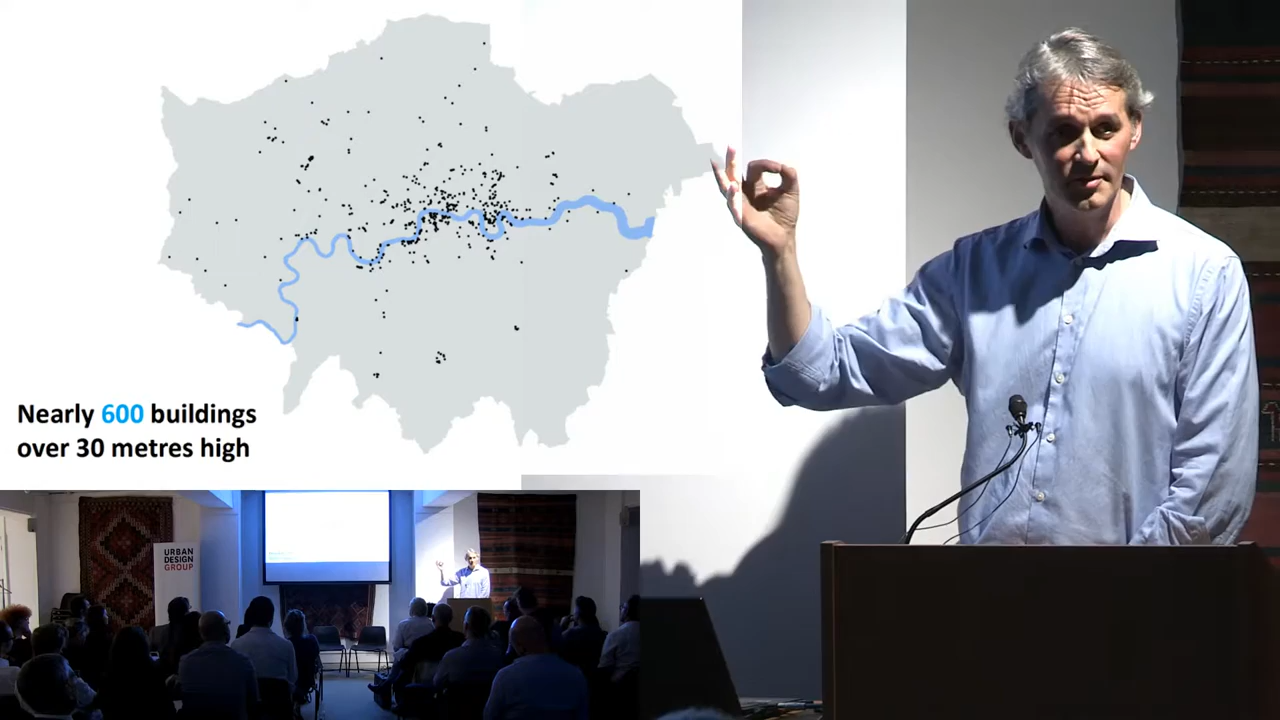 Nearly 600 buildings
over 30 metres high
URBAN
DESIGN
GROUP